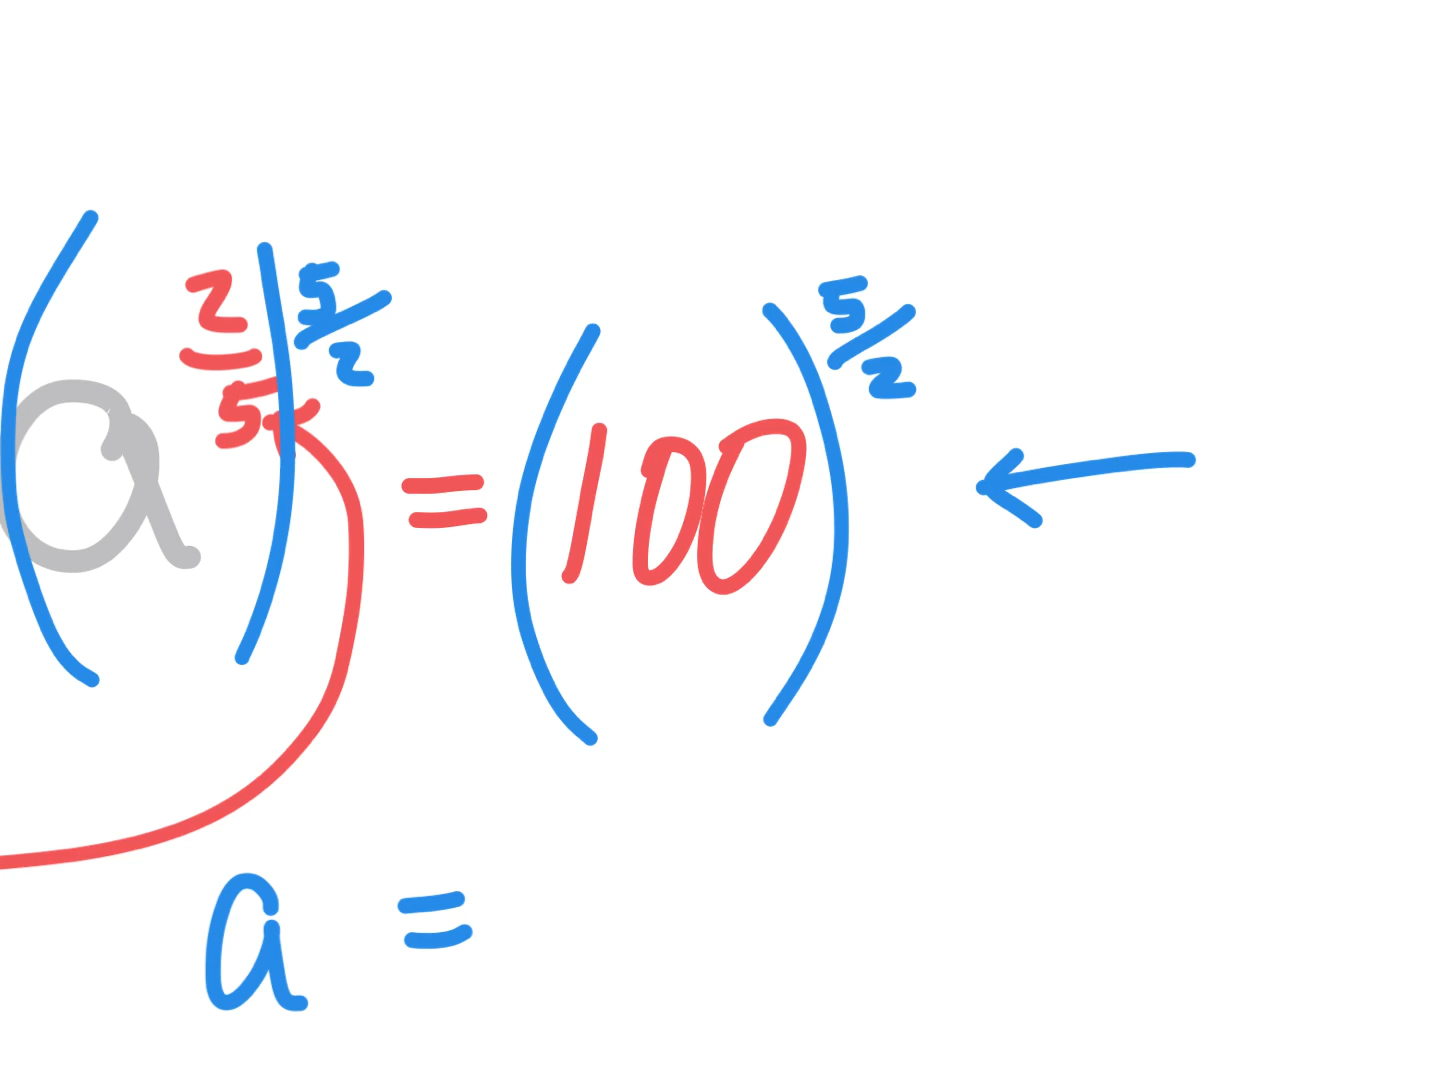 (a^(2/5))^(5/2) = (100)^(5/2) ←
a =